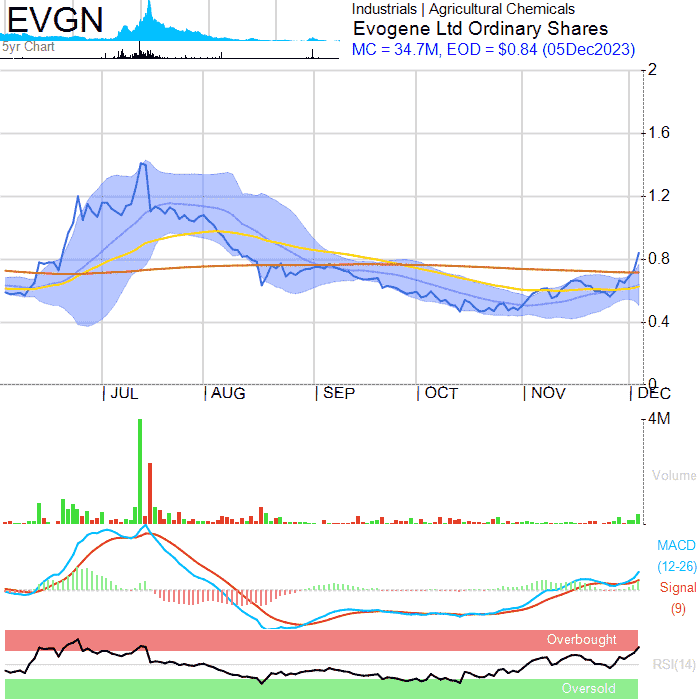 EVGN
5yr Chart
Industrials | Agricultural Chemicals
Evogene Ltd Ordinary Shares
MC = 34.7M, EOD = $0.84 (05Dec2023)
2
1.6
1.2
0.8
0.4
0
JUL AUG SEP OCT NOV DEC
4M
Volume
MACD
(12-26)
Signal
(9)
Overbought
RSI(14)
Oversold